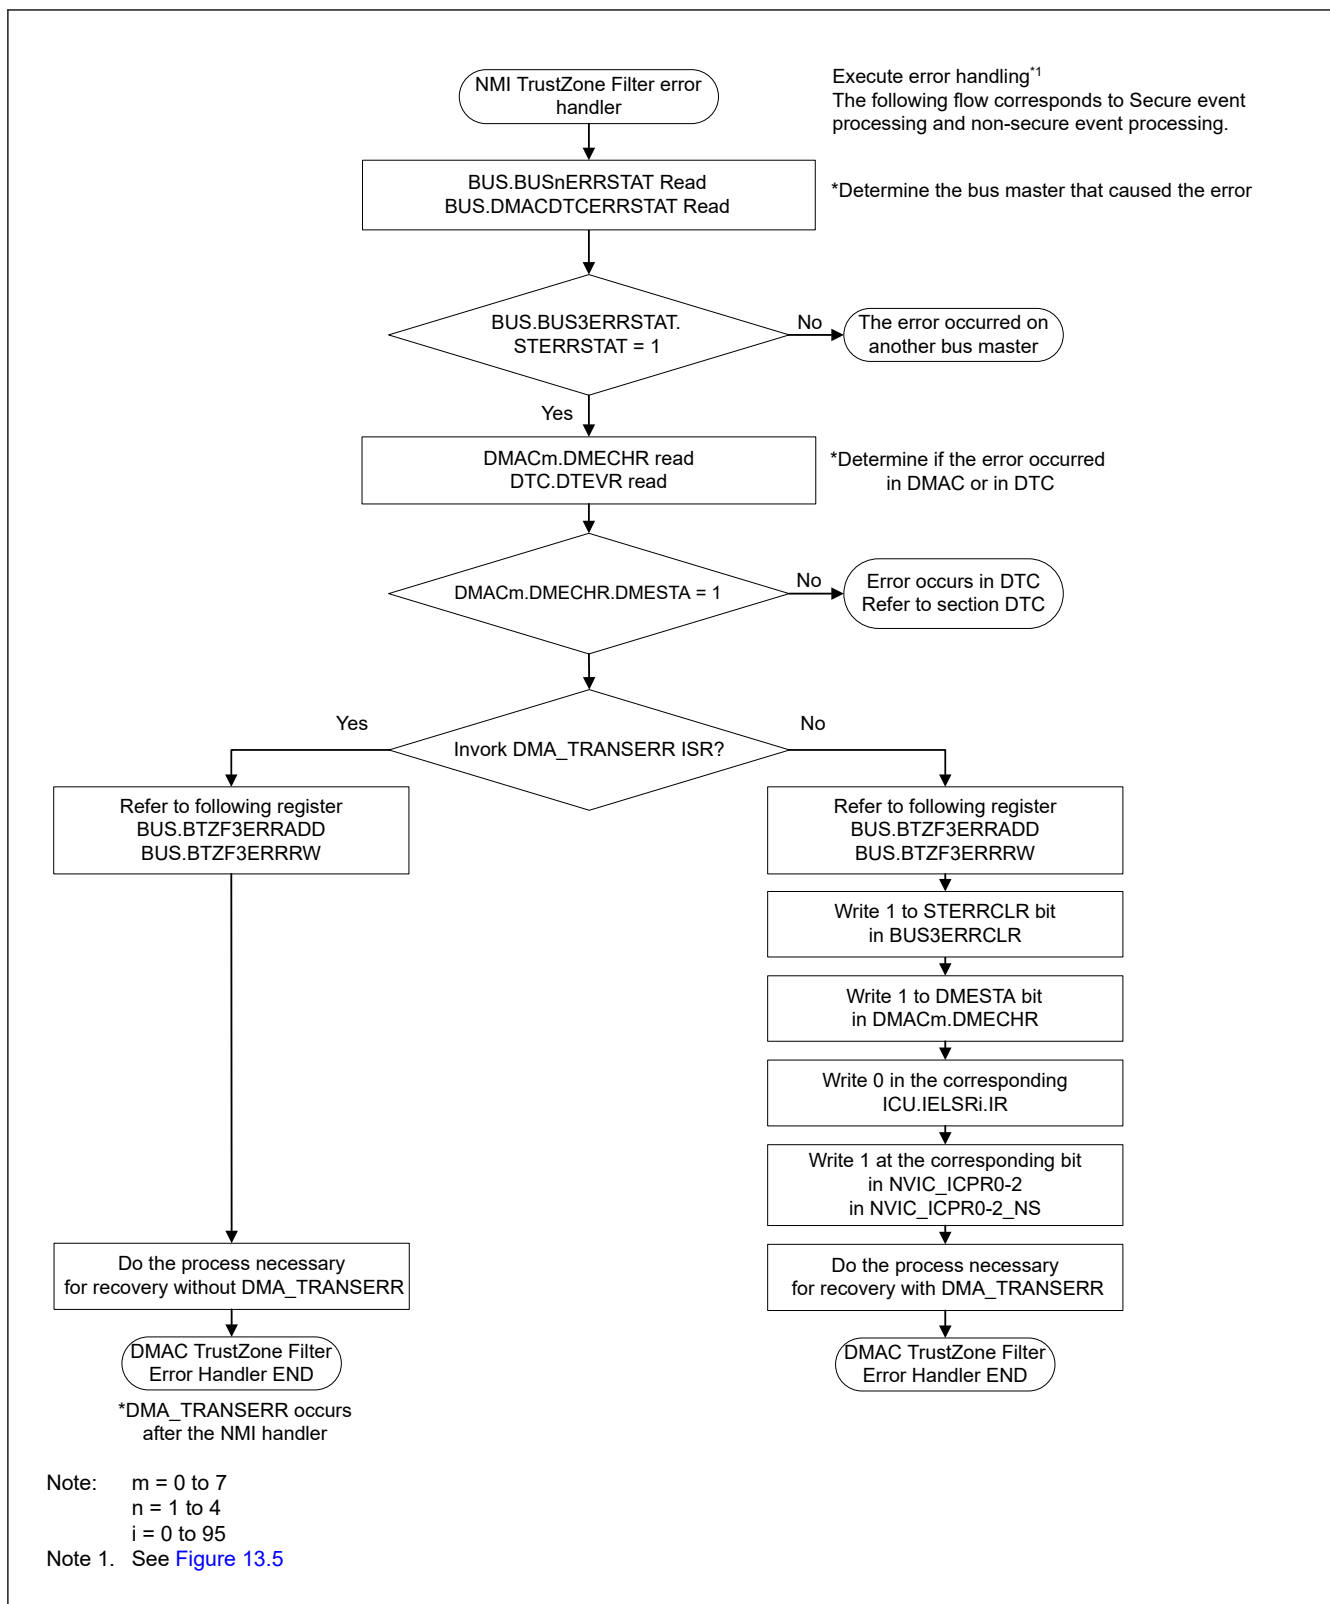 NMI TrustZone Filter error
handler
Execute error handling*1
The following flow corresponds to Secure event
processing and non-secure event processing.
BUS.BUSnERRSTAT Read
BUS.DMACDTCERRSTAT Read
*Determine the bus master that caused the error
BUS.BUS3ERRSTAT.
STERRSTAT = 1
No
The error occurred on
another bus master
Yes
DMACm.DMECHR read
DTC.DTEVR read
*Determine if the error occurred
in DMAC or in DTC
DMACm.DMECHR.DMESTA = 1
No
Error occurs in DTC
Refer to section DTC
Yes
Invork DMA_TRANSERR ISR?
No
Refer to following register
BUS.BTZF3ERRADD
BUS.BTZF3ERRRW
Refer to following register
BUS.BTZF3ERRADD
BUS.BTZF3ERRRW
Write 1 to STERRCLR bit
in BUS3ERRCLR
Write 1 to DMESTA bit
in DMACm.DMECHR
Write 0 in the corresponding
ICU.IELSRi.IR
Write 1 at the corresponding bit
in NVIC_ICPR0-2
in NVIC_ICPR0-2_NS
Do the process necessary
for recovery without DMA_TRANSERR
Do the process necessary
for recovery with DMA_TRANSERR
DMAC TrustZone Filter
Error Handler END
DMAC TrustZone Filter
Error Handler END
*DMA_TRANSERR occurs
after the NMI handler
Note: m = 0 to 7
n = 1 to 4
i = 0 to 95
Note 1. See Figure 13.5